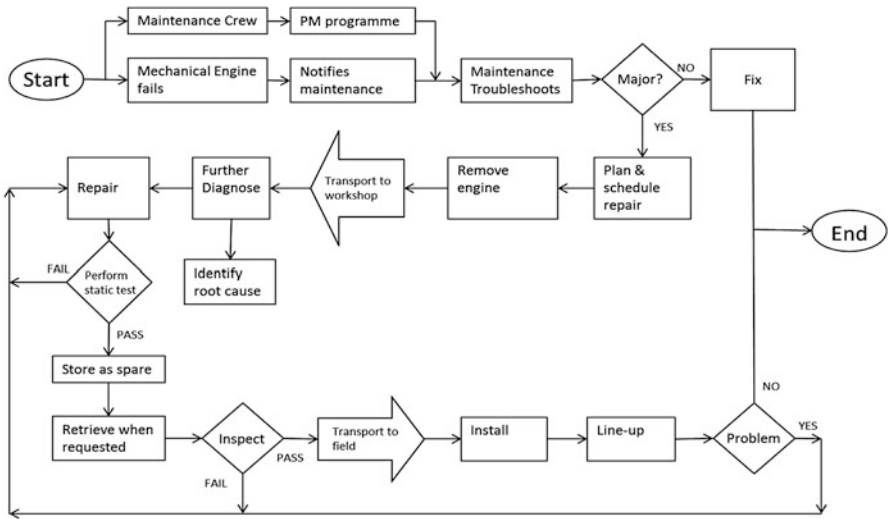 Maintenance Crew
PM programme
Start
Mechanical Engine
fails
Notifies
maintenance
Maintenance
Troubleshoots
Major?
NO
Fix
YES
Repair
Further
Diagnose
Transport to
workshop
Remove
engine
Plan &
schedule
repair
End
FAIL
Perform
static test
Identify
root cause
PASS
Store as spare
NO
Retrieve when
requested
Inspect
PASS
Transport to
field
Install
Line-up
Problem
YES
FAIL